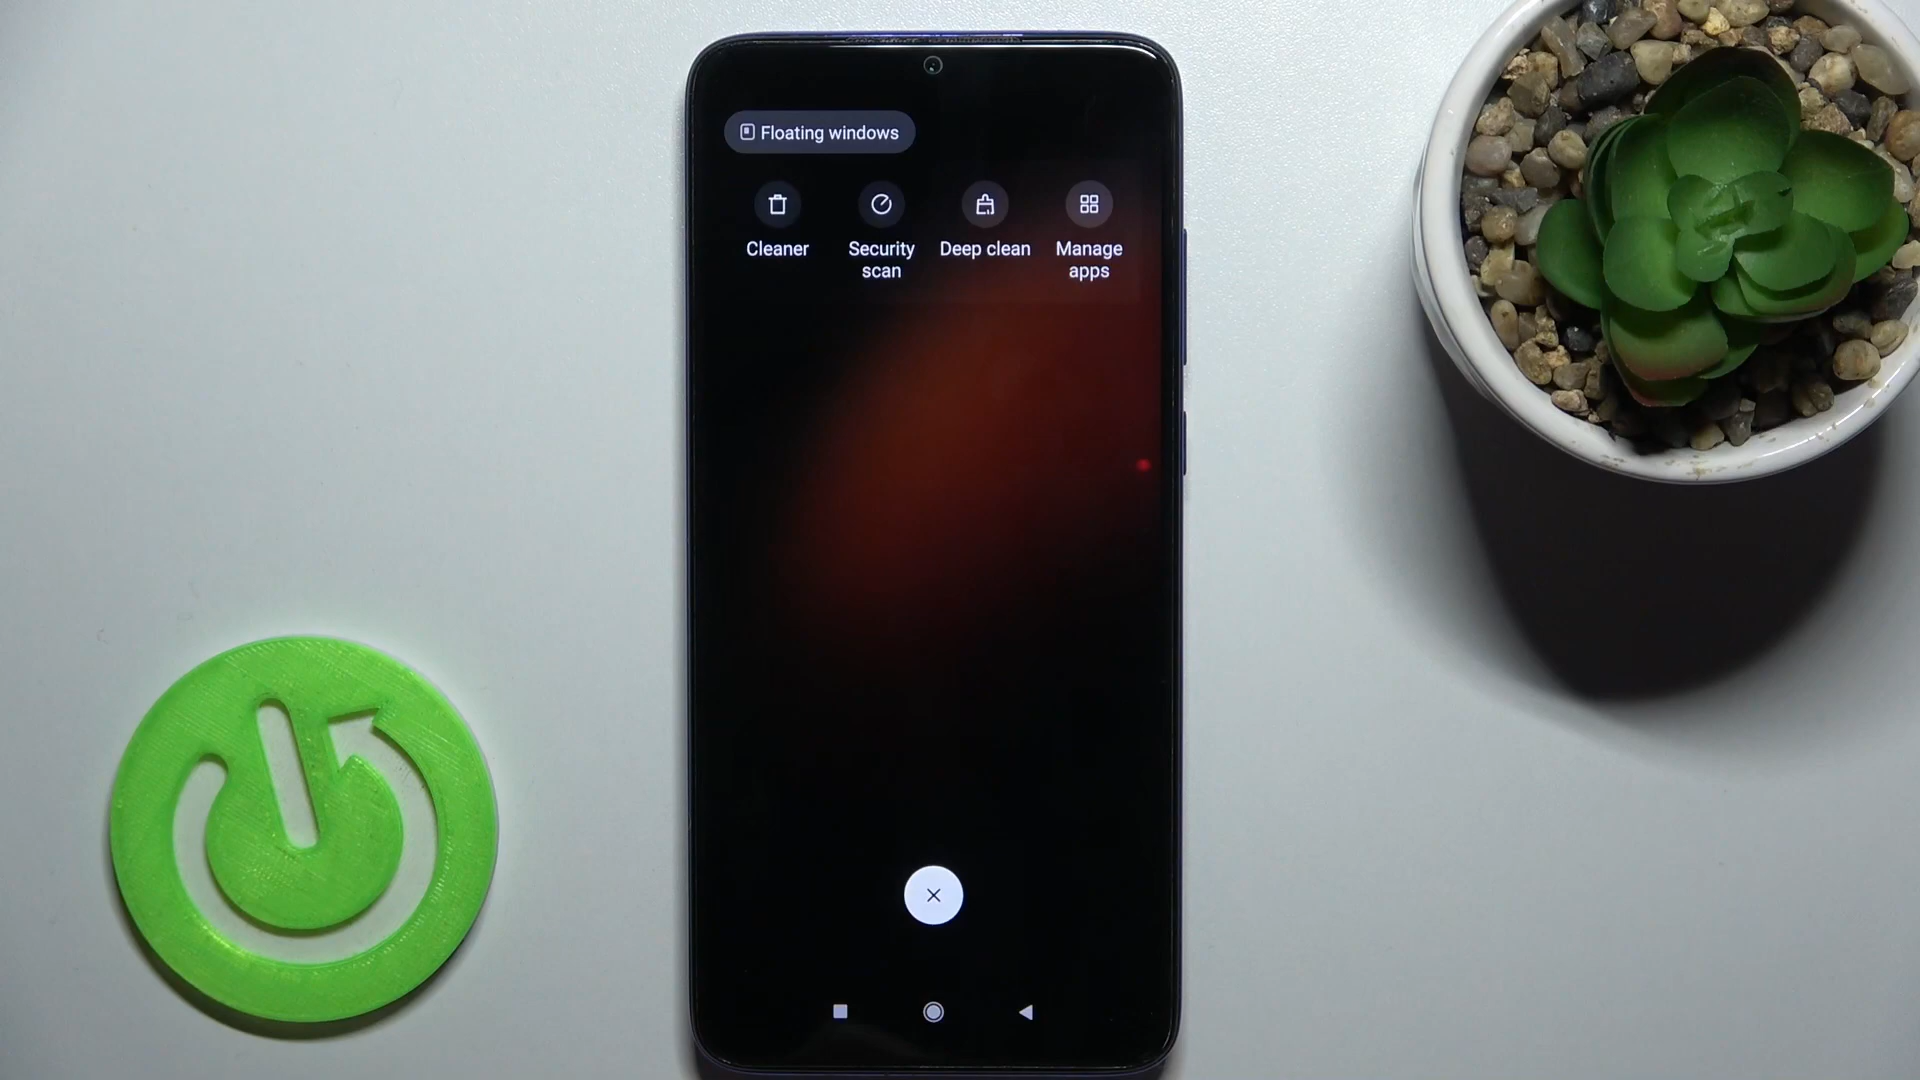 Floating windows
Cleaner
Security
scan
Deep clean
Manage
apps